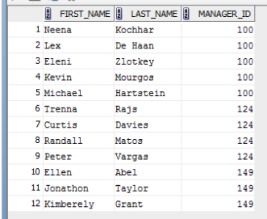 FIRST_NAME LAST_NAME MANAGER_ID
1 Neena Kochhar 100
2 Lex De Haan 100
3 Eleni Zlotkey 100
4 Kevin Mourgos 100
5 Michael Hartstein 100
6 Trenna Rajs 124
7 Curtis Davies 124
8 Randall Matos 124
9 Peter Vargas 124
10 Ellen Abel 149
11 Jonathon Taylor 149
12 Kimberely Grant 149